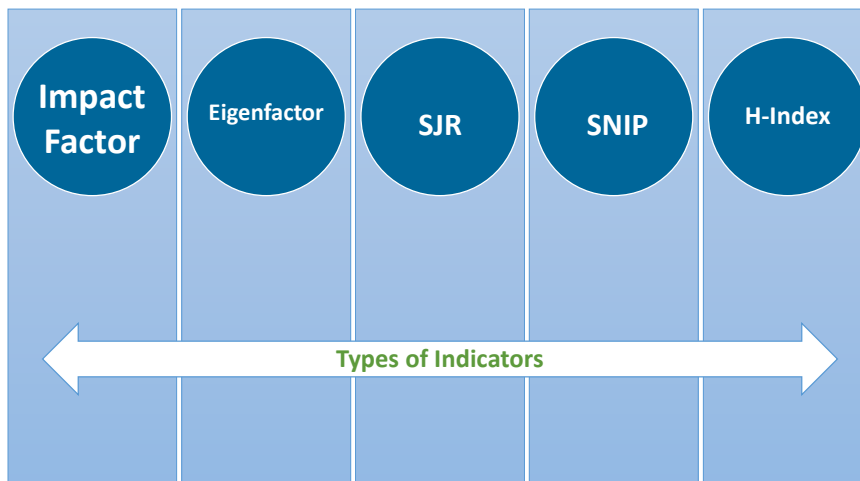 Impact
Factor
Eigenfactor
SJR
SNIP
H-Index
Types of Indicators